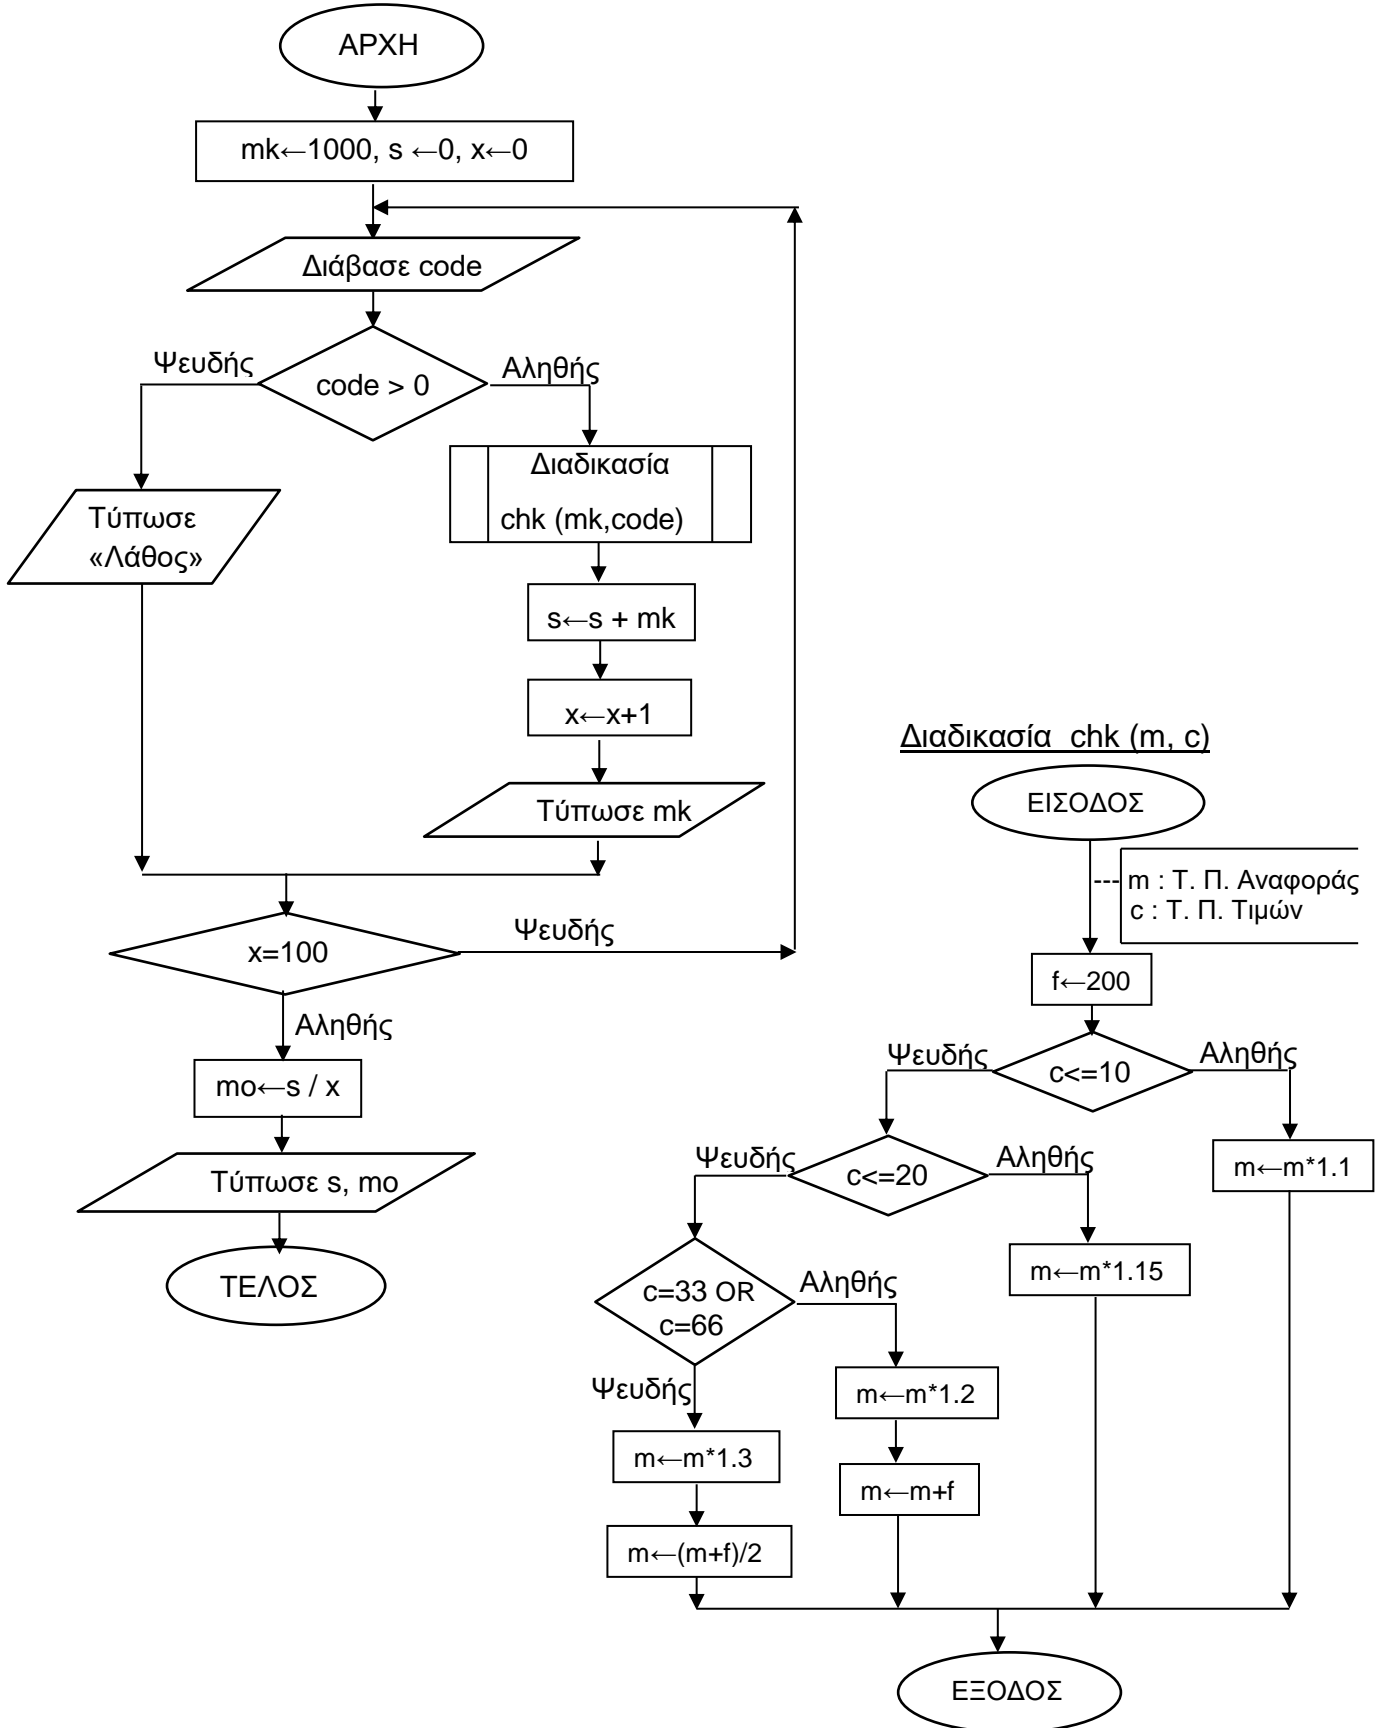 ΑΡΧΗ
mk←1000, s ←0, x←0
Διάβασε code
Ψευδής
code > 0
Αληθής
Διαδικασία
chk (mk,code)
Τύπωσε
«Λάθος»
s←s + mk
x←x+1
Τύπωσε mk
x=100
Ψευδής
Αληθής
mo←s / x
Τύπωσε s, mo
ΤΕΛΟΣ
Διαδικασία chk (m, c)
ΕΙΣΟΔΟΣ
--- m : Τ. Π. Αναφοράς
c : Τ. Π. Τιμών
f←200
Ψευδής
c<=10
Αληθής
m←m*1.1
Ψευδής
c<=20
Αληθής
m←m*1.15
c=33 OR
c=66
Αληθής
Ψευδής
m←m*1.2
m←m+f
m←m*1.3
m←(m+f)/2
ΕΞΟΔΟΣ